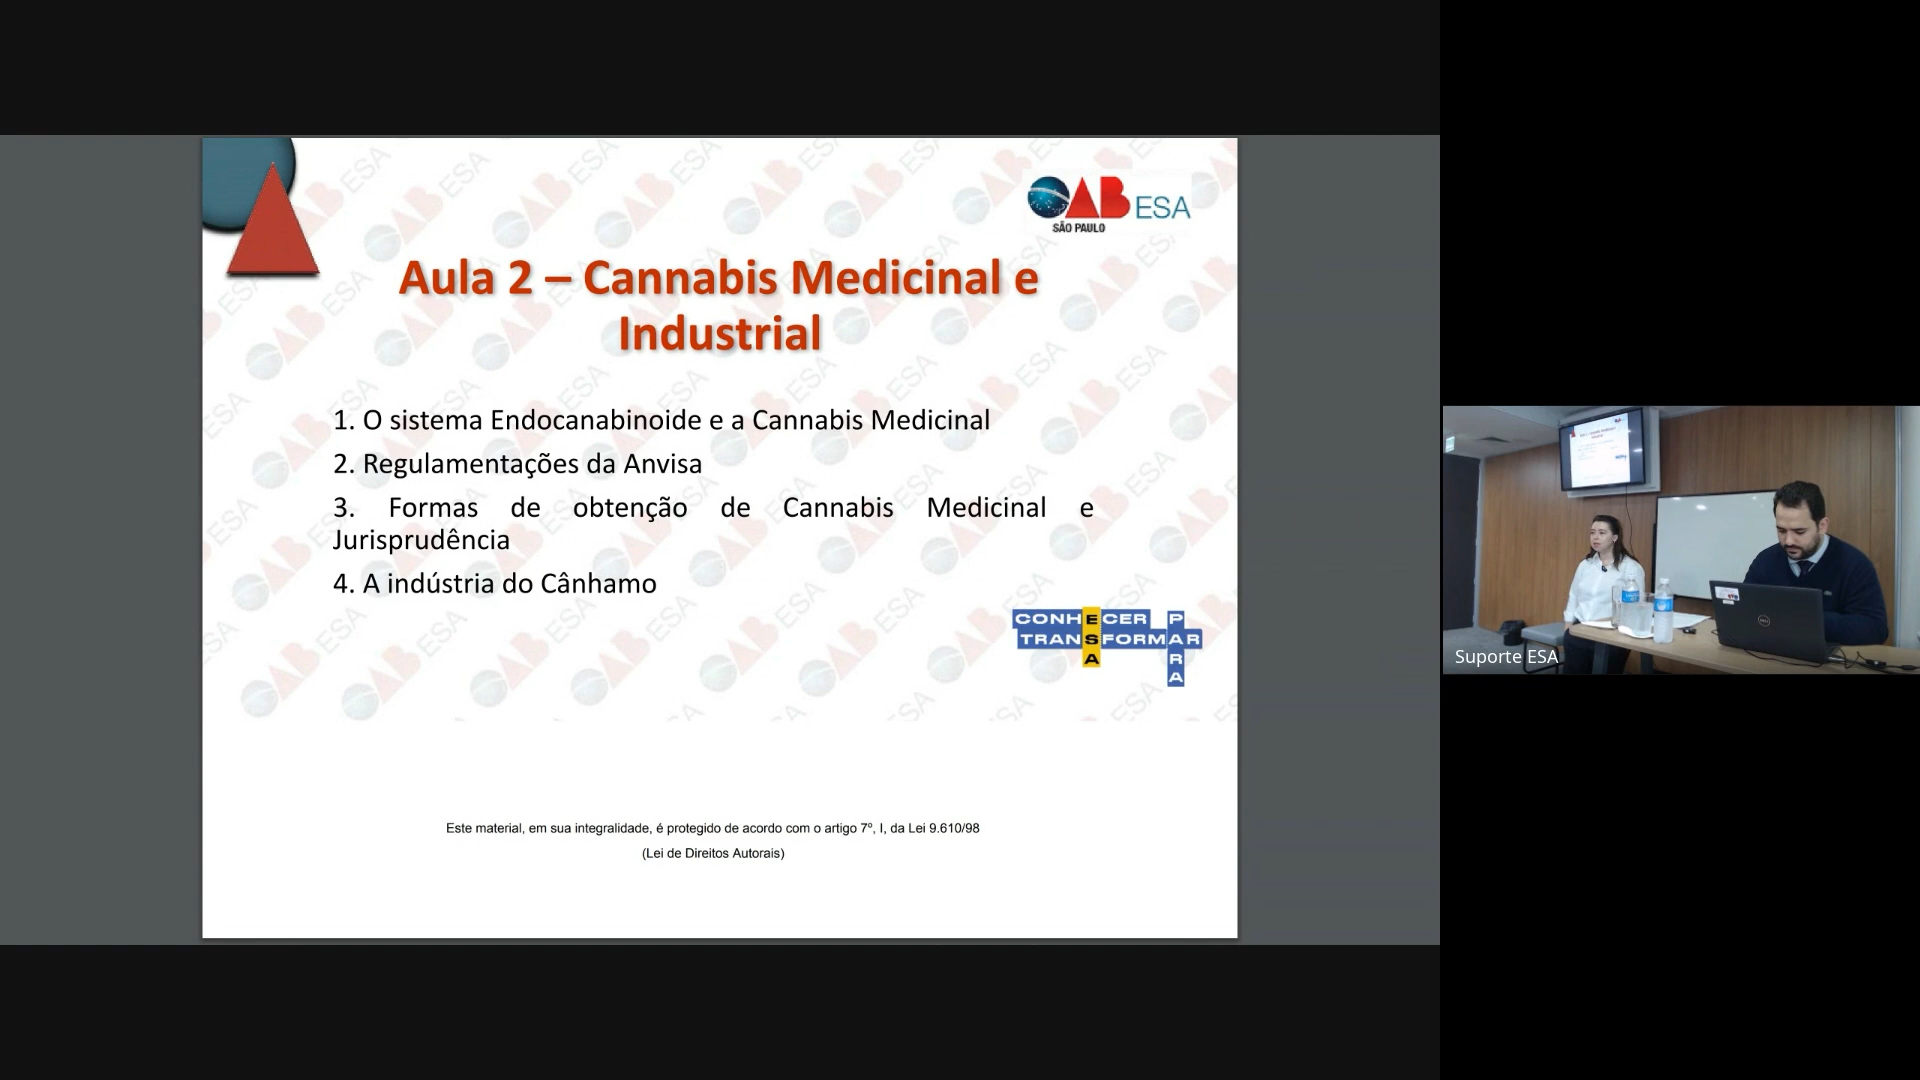 OAB ESA
SÃO PAULO
Aula 2 – Cannabis Medicinal e
Industrial
1. O sistema Endocanabinoide e a Cannabis Medicinal
2. Regulamentações da Anvisa
3. Formas de obtenção de Cannabis Medicinal e
Jurisprudência
4. A indústria do Cânhamo
CONHECER
TRANSFORMAR
ESA
PARA
Este material, em sua integralidade, é protegido de acordo com o artigo 7º, I, da Lei 9.610/98
(Lei de Direitos Autorais)
Suporte ESA